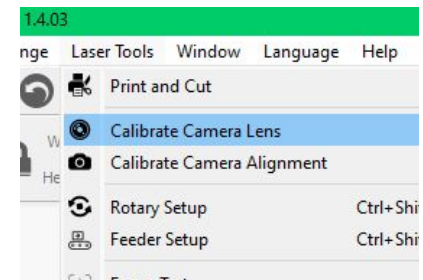 1.4.03
nge Laser Tools Window Language Help
Print and Cut
W
Calibrate Camera Lens
He
Calibrate Camera Alignment
Rotary Setup Ctrl+Shi
Feeder Setup Ctrl+Shi